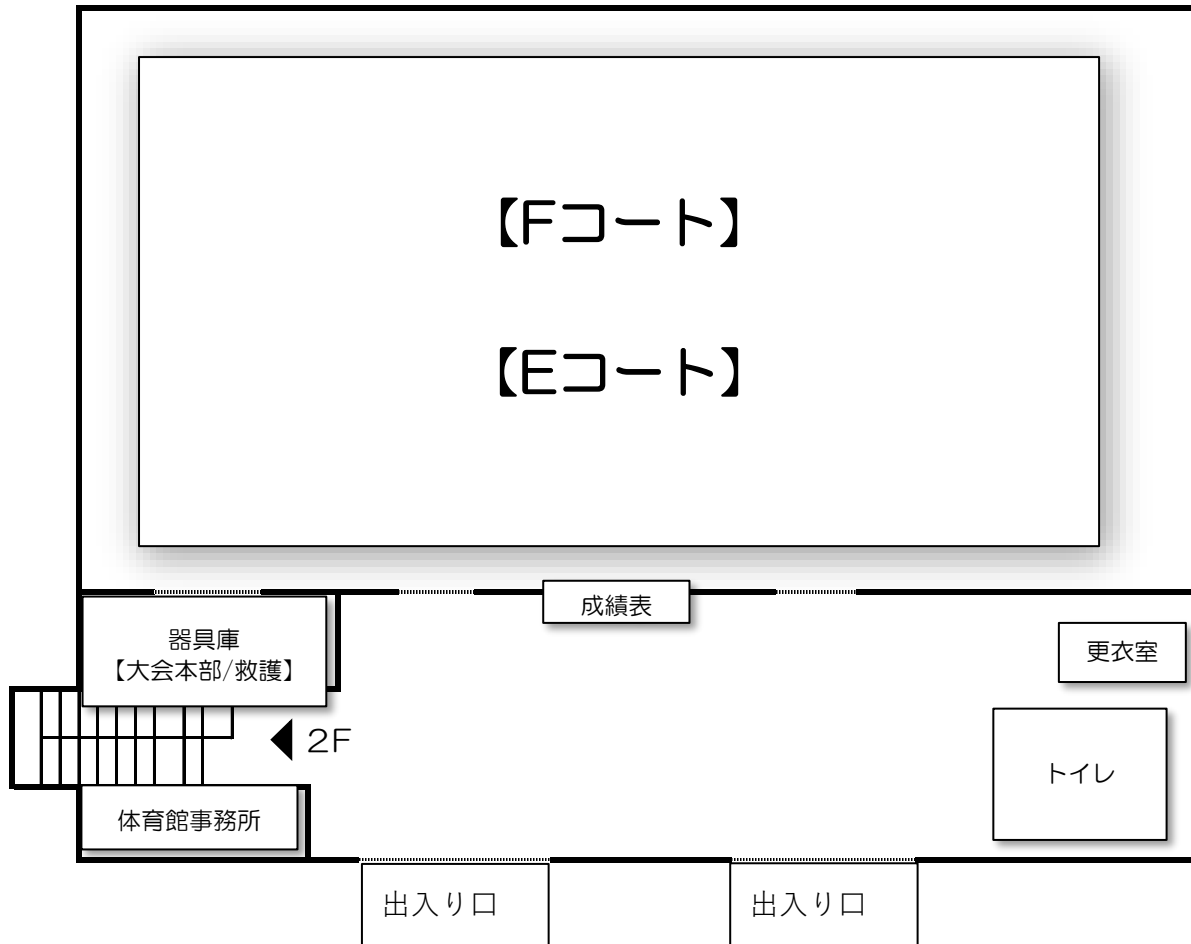 【Fコート】
【Eコート】
成績表
器具庫
【大会本部/救護】
更衣室
2F
トイレ
体育館事務所
出入り口
出入り口